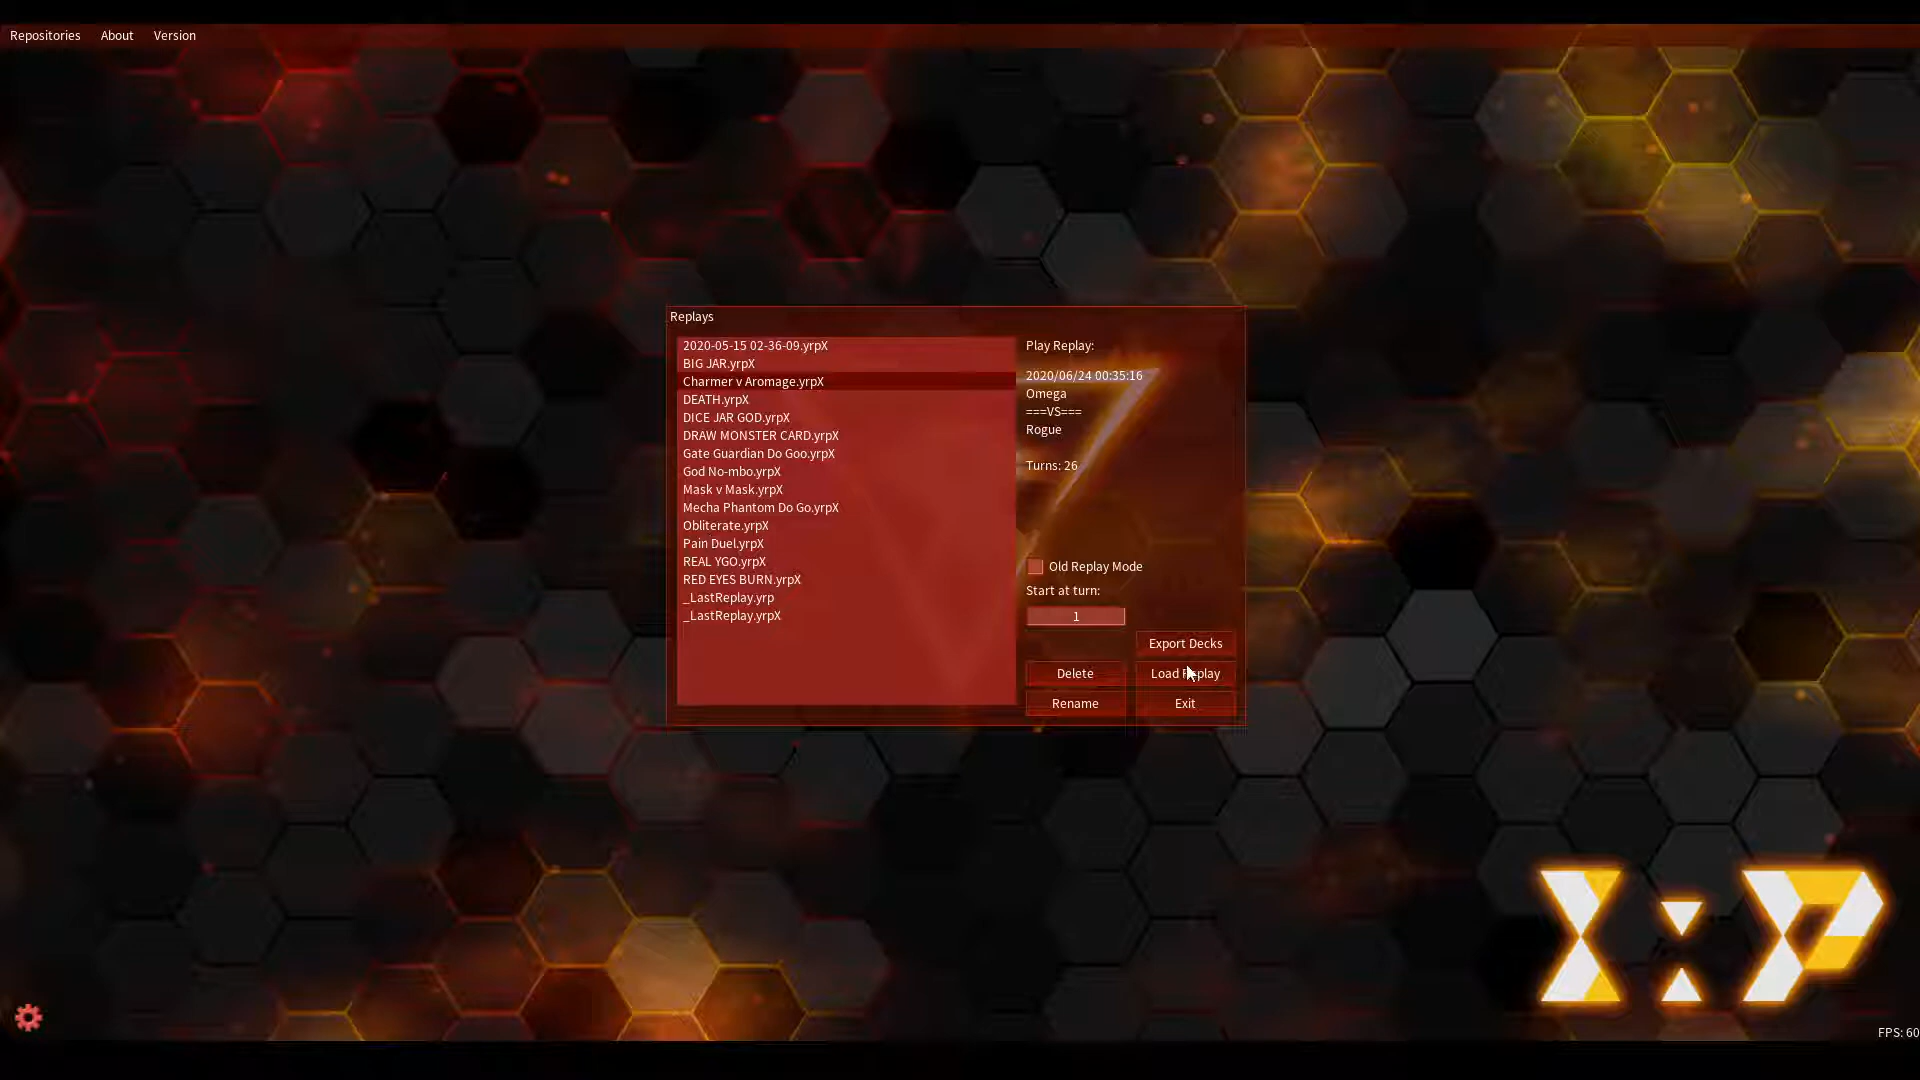 Repositories About Version
Replays
2020-05-15 02-36-09.yrpX
BIG JAR.yrpX
Charmer v Aromage.yrpX
DEATH.yrpX
DICE JAR GOD.yrpX
DRAW MONSTER CARD.yrpX
Gate Guardian Do Goo.yrpX
God No-mbo.yrpX
Mask v Mask.yrpX
Mecha Phantom Do Go.yrpX
Obliterate.yrpX
Pain Duel.yrpX
REAL YGO.yrpX
RED EYES BURN.yrpX
_LastReplay.yrp
_LastReplay.yrpX
Play Replay:
2020/06/24 00:35:16
Omega
===VS===
Rogue
Turns: 26
Old Replay Mode
Start at turn:
1
Export Decks
Delete Load Replay
Rename Exit
X:P
FPS: 60